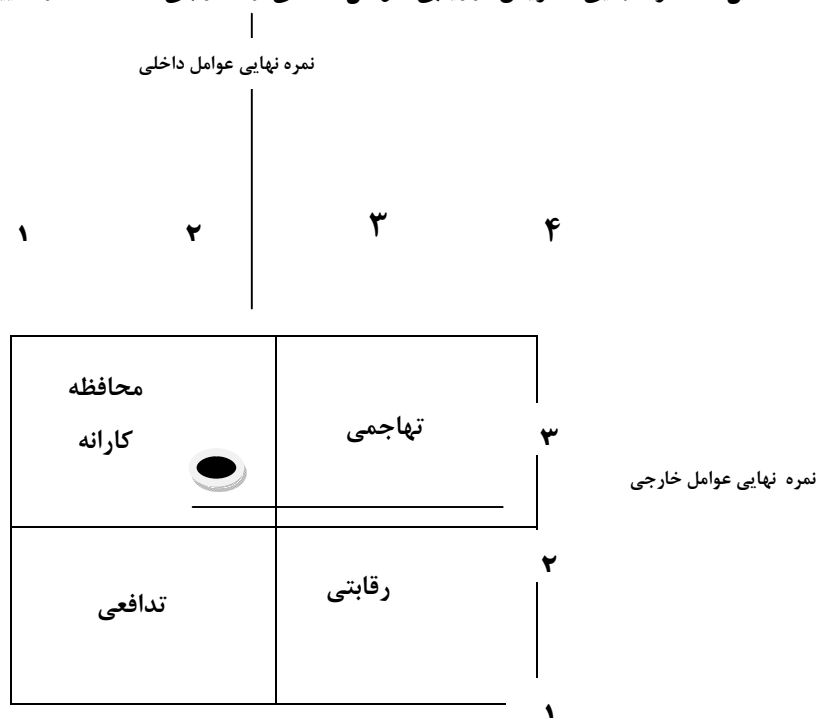 نمره نهایی عوامل داخلی
۱ ۲ ۳ ۴
محافظه
کارانه
تهاجمی
۳
نمره نهایی عوامل خارجی
۲
تدافعی
رقابتی
۱